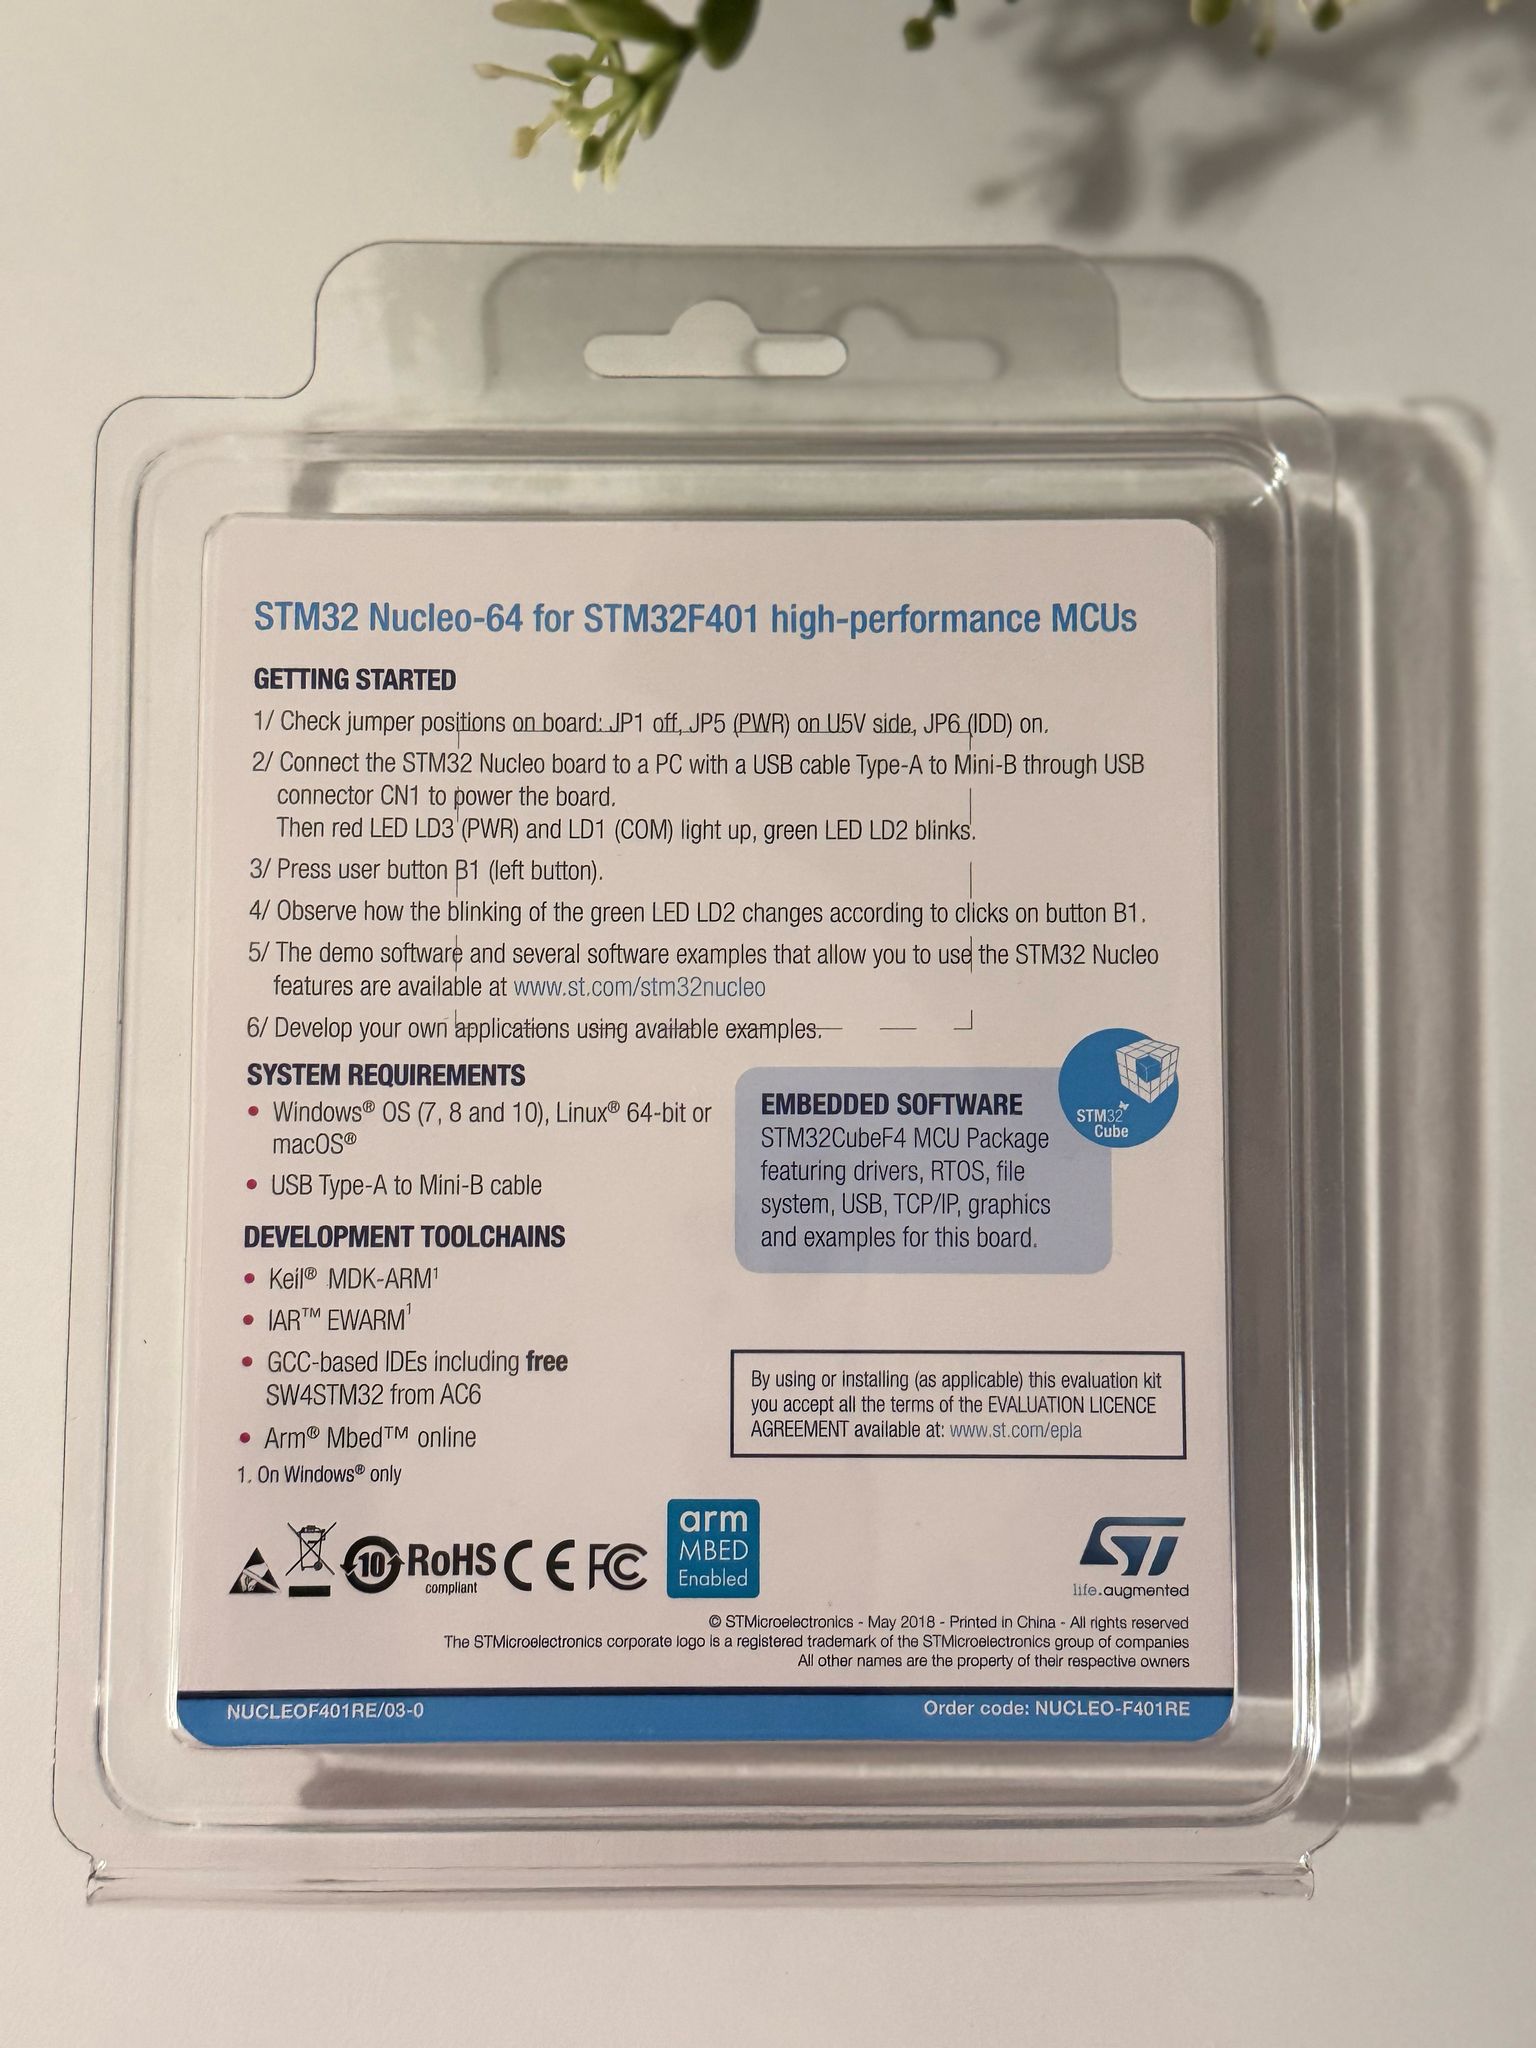 STM32 Nucleo-64 for STM32F401 high-performance MCUs
GETTING STARTED
1/ Check jumper positions on board: JP1 off, JP5 (PWR) on U5V side, JP6 (IDD) on.
2/ Connect the STM32 Nucleo board to a PC with a USB cable Type-A to Mini-B through USB
connector CN1 to power the board.
Then red LED LD3 (PWR) and LD1 (COM) light up, green LED LD2 blinks.
3/ Press user button B1 (left button).
4/ Observe how the blinking of the green LED LD2 changes according to clicks on button B1.
5/ The demo software and several software examples that allow you to use the STM32 Nucleo
features are available at www.st.com/stm32nucleo
6/ Develop your own applications using available examples.
SYSTEM REQUIREMENTS
• Windows® OS (7, 8 and 10), Linux® 64-bit or
macOS®
• USB Type-A to Mini-B cable
DEVELOPMENT TOOLCHAINS
• Keil® MDK-ARM¹
• IAR™ EWARM¹
• GCC-based IDEs including free
SW4STM32 from AC6
• Arm® Mbed™ online
1. On Windows® only
STM32
Cube
EMBEDDED SOFTWARE
STM32CubeF4 MCU Package
featuring drivers, RTOS, file
system, USB, TCP/IP, graphics
and examples for this board.
By using or installing (as applicable) this evaluation kit
you accept all the terms of the EVALUATION LICENCE
AGREEMENT available at: www.st.com/epla
10
RoHS
compliant
CE
FC
arm
MBED
Enabled
ST
life.augmented
© STMicroelectronics - May 2018 - Printed in China - All rights reserved
The STMicroelectronics corporate logo is a registered trademark of the STMicroelectronics group of companies
All other names are the property of their respective owners
NUCLEOF401RE/03-0
Order code: NUCLEO-F401RE